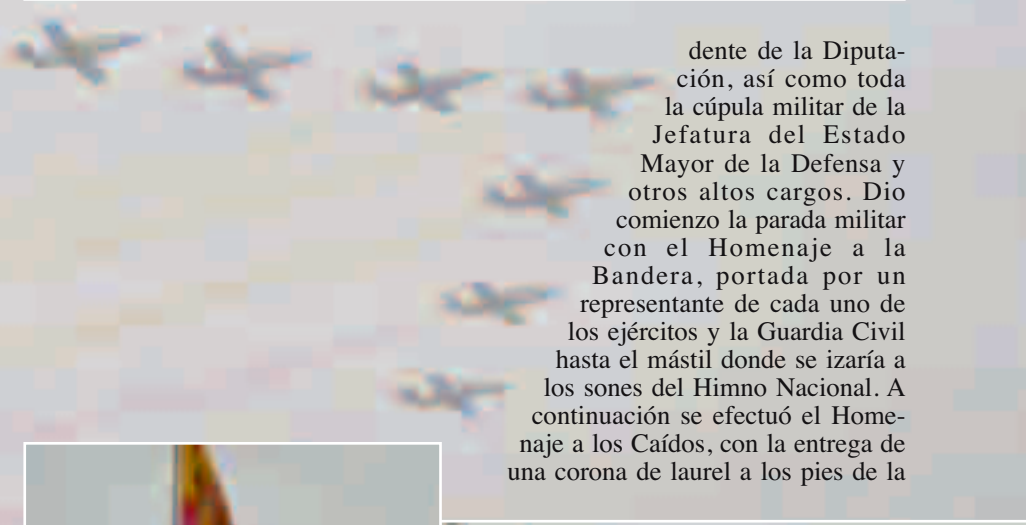 dente de la Diputa-
ción, así como toda
la cúpula militar de la
Jefatura del Estado
Mayor de la Defensa y
otros altos cargos. Dio
comienzo la parada militar
con el Homenaje a la
Bandera, portada por un
representante de cada uno de
los ejércitos y la Guardia Civil
hasta el mástil donde se izaría a
los sones del Himno Nacional. A
continuación se efectuó el Home-
naje a los Caídos, con la entrega de
una corona de laurel a los pies de la